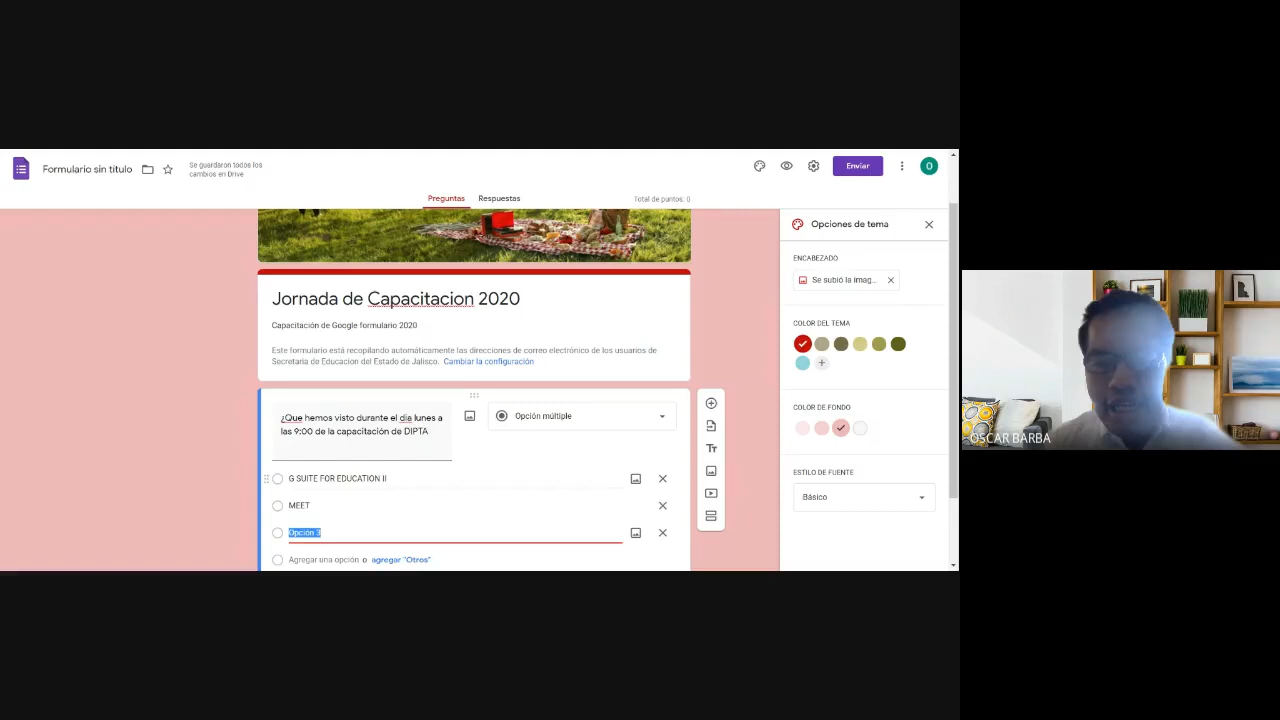 Formulario sin título
Se guardaron todos los
cambios en Drive
Enviar
O
Preguntas
Respuestas
Total de puntos: 0
Opciones de tema
ENCABEZADO
Se subió la imag...
COLOR DEL TEMA
COLOR DE FONDO
ESTILO DE FUENTE
Básico
Jornada de Capacitacion 2020
Capacitación de Google formulario 2020
Este formulario está recopilando automáticamente las direcciones de correo electrónico de los usuarios de
Secretaria de Educacion del Estado de Jalisco. Cambiar la configuración
¿Que hemos visto durante el dia lunes a
las 9:00 de la capacitación de DIPTA
Opción múltiple
G SUITE FOR EDUCATION II
MEET
Opción 3
Agregar una opción o agregar "Otros"
Tт
OSCAR BARBA